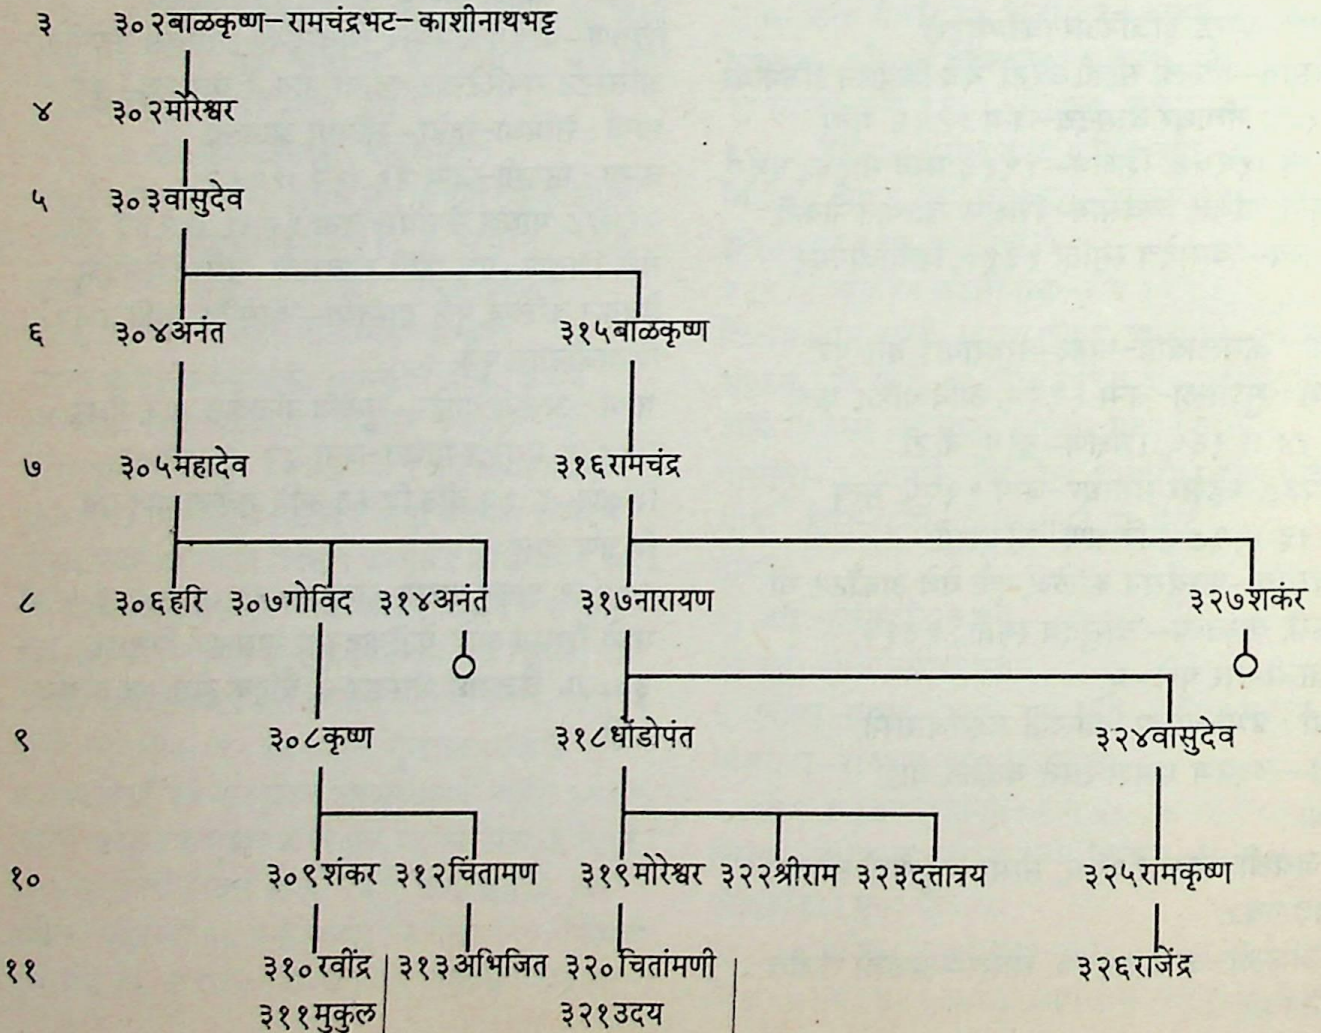 ३ ३०२बाळकृष्ण–रामचंद्रभट–काशीनाथभट्ट
४ ३०२मोरेश्वर
५ ३०३वासुदेव
६ ३०४अनंत ३१५बाळकृष्ण
७ ३०५महादेव ३१६रामचंद्र
८ ३०६हरि ३०७गोविंद ३१४अनंत ३१७नारायण ३२७शकंर
९ ३०८कृष्ण ३१८धोंडोपंत ३२४वासुदेव
१० ३०९शंकर ३१२चिंतामण ३१९मोरेश्वर ३२२श्रीराम ३२३दत्तात्रय ३२५रामकृष्ण
११ ३१०रवींद्र ३१३अभिजित ३२०चितांमणी ३२६राजेंद्र
३११मुकुल ३२१उदय